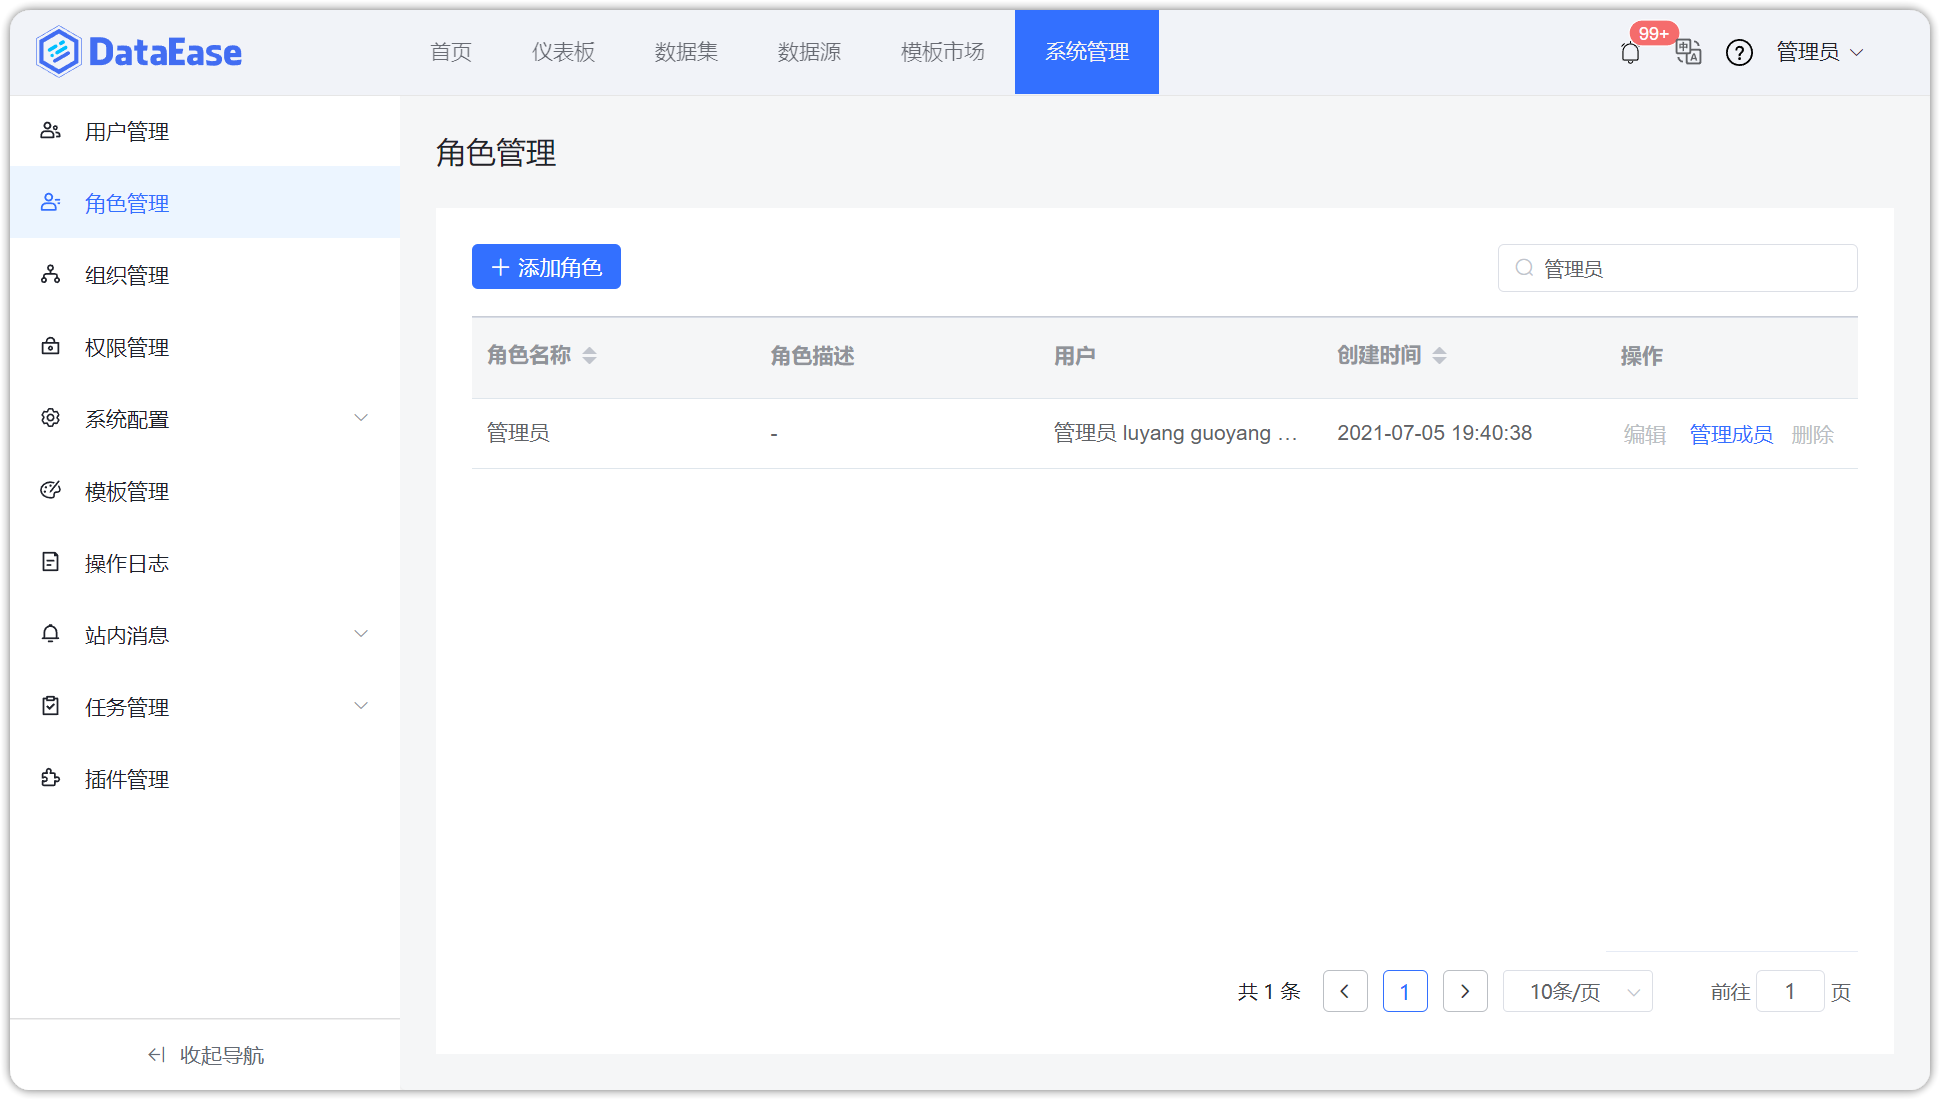 DataEase 首页 仪表板 数据集 数据源 模板市场 系统管理 99+ 管理员
用户管理
角色管理
组织管理
权限管理
系统配置
模板管理
操作日志
站内消息
任务管理
插件管理
收起导航
角色管理
添加角色 管理员
角色名称 角色描述 用户 创建时间 操作
管理员 - 管理员 luyang guoyang … 2021-07-05 19:40:38 编辑 管理成员 删除
共 1 条 1 10条/页 前往 1 页